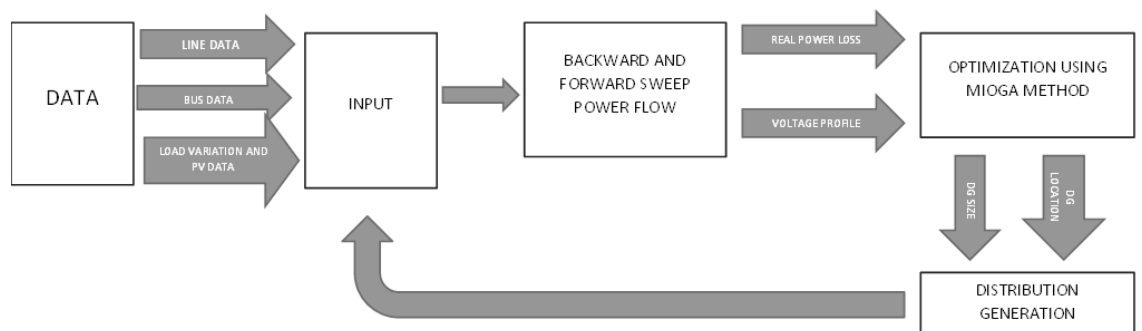 DATA
LINE DATA
BUS DATA
LOAD VARIATION AND
PV DATA
INPUT
BACKWARD AND
FORWARD SWEEP
POWER FLOW
REAL POWER LOSS
VOLTAGE PROFILE
OPTIMIZATION USING
MIOGA METHOD
DG SIZE
DG
LOCATION
DISTRIBUTION
GENERATION